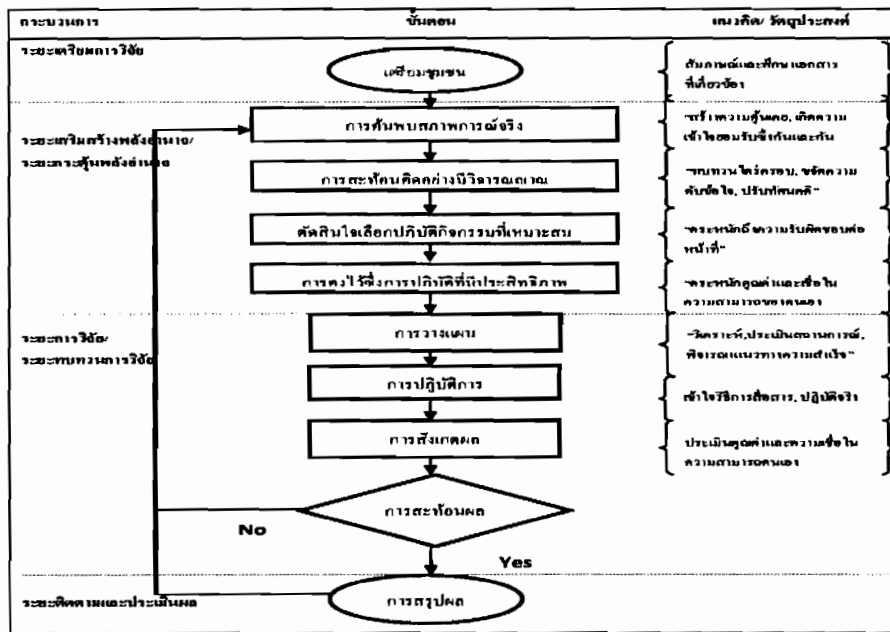 กระบวนการ ขั้นตอน แนวคิด/ วัตถุประสงค์
ระยะเตรียมการวิจัย
เตรียมชุมชน
สัมภาษณ์และศึกษาเอกสาร
ที่เกี่ยวข้อง
ระยะเสริมสร้างพลังอำนาจ/
ระยะกระตุ้นพลังอำนาจ
การค้นพบสภาพการณ์จริง
"สร้างความคุ้นเคย, เกิดความ
เข้าใจยอมรับซึ่งกันและกัน
การสะท้อนคิดอย่างมีวิจารณญาณ
"ทบทวน ไตร่ครอบ, ขจัดความ
คับข้อใจ, ปรับทัศนคติ"
ตัดสินใจเลือกปฏิบัติกิจกรรมที่เหมาะสม
"ตระหนักถึงความรับผิดชอบต่อ
หน้าที่"
การคงไว้ซึ่งการปฏิบัติที่มีประสิทธิภาพ
"ตระหนักคุณค่าและเชื่อใน
ความสามารถของตนเอง
ระยะการวิจัย/
ระยะทบทวนการวิจัย
การวางแผน
"วิเคราะห์,ประเมินสถานการณ์,
พิจารณาแนวทางความสำเร็จ"
การปฏิบัติการ
เข้าใจวิธีการสื่อสาร, ปฏิบัติจริง
การสังเกตผล
ประเมินคุณค่าและความเชื่อใน
ความสามารถตนเอง
การสะท้อนผล
No
Yes
ระยะติดตามและประเมินผล
การสรุปผล